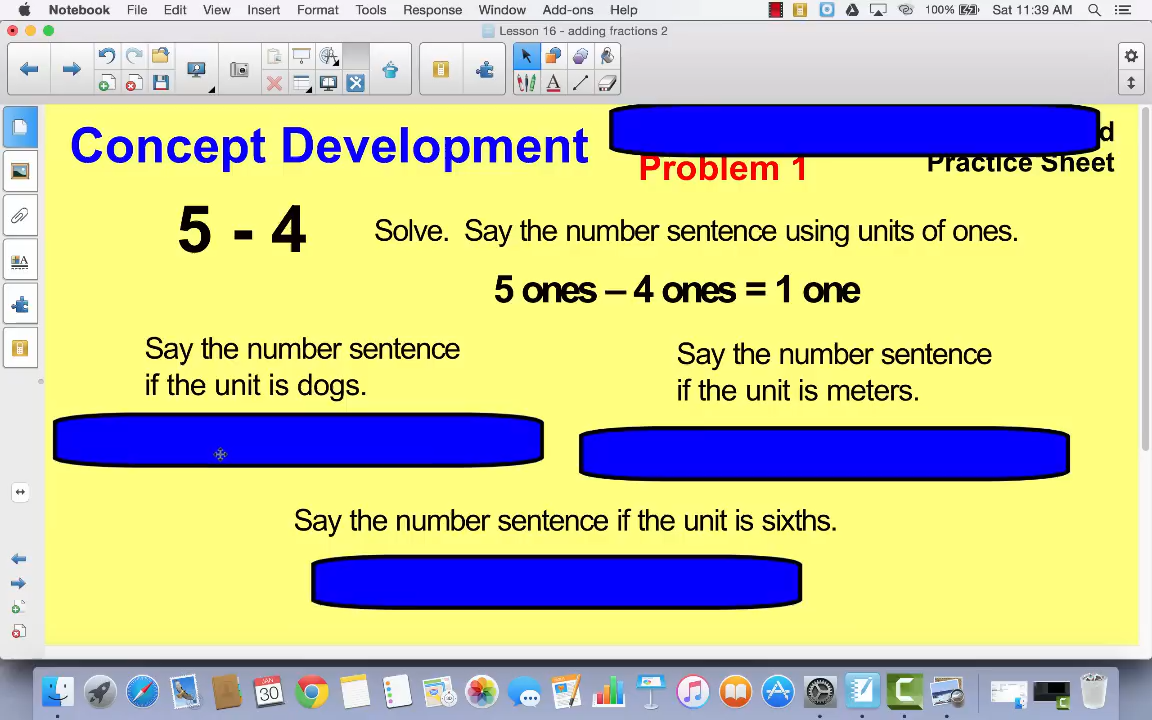 Notebook File Edit View Insert Format Tools Response Window Add-ons Help 100% Sat 11:39 AM
Lesson 16 - adding fractions 2
Concept Development
d
Problem 1
Practice Sheet
5 - 4
Solve. Say the number sentence using units of ones.
5 ones – 4 ones = 1 one
Say the number sentence
if the unit is dogs.
Say the number sentence
if the unit is meters.
Say the number sentence if the unit is sixths.
JAN
30